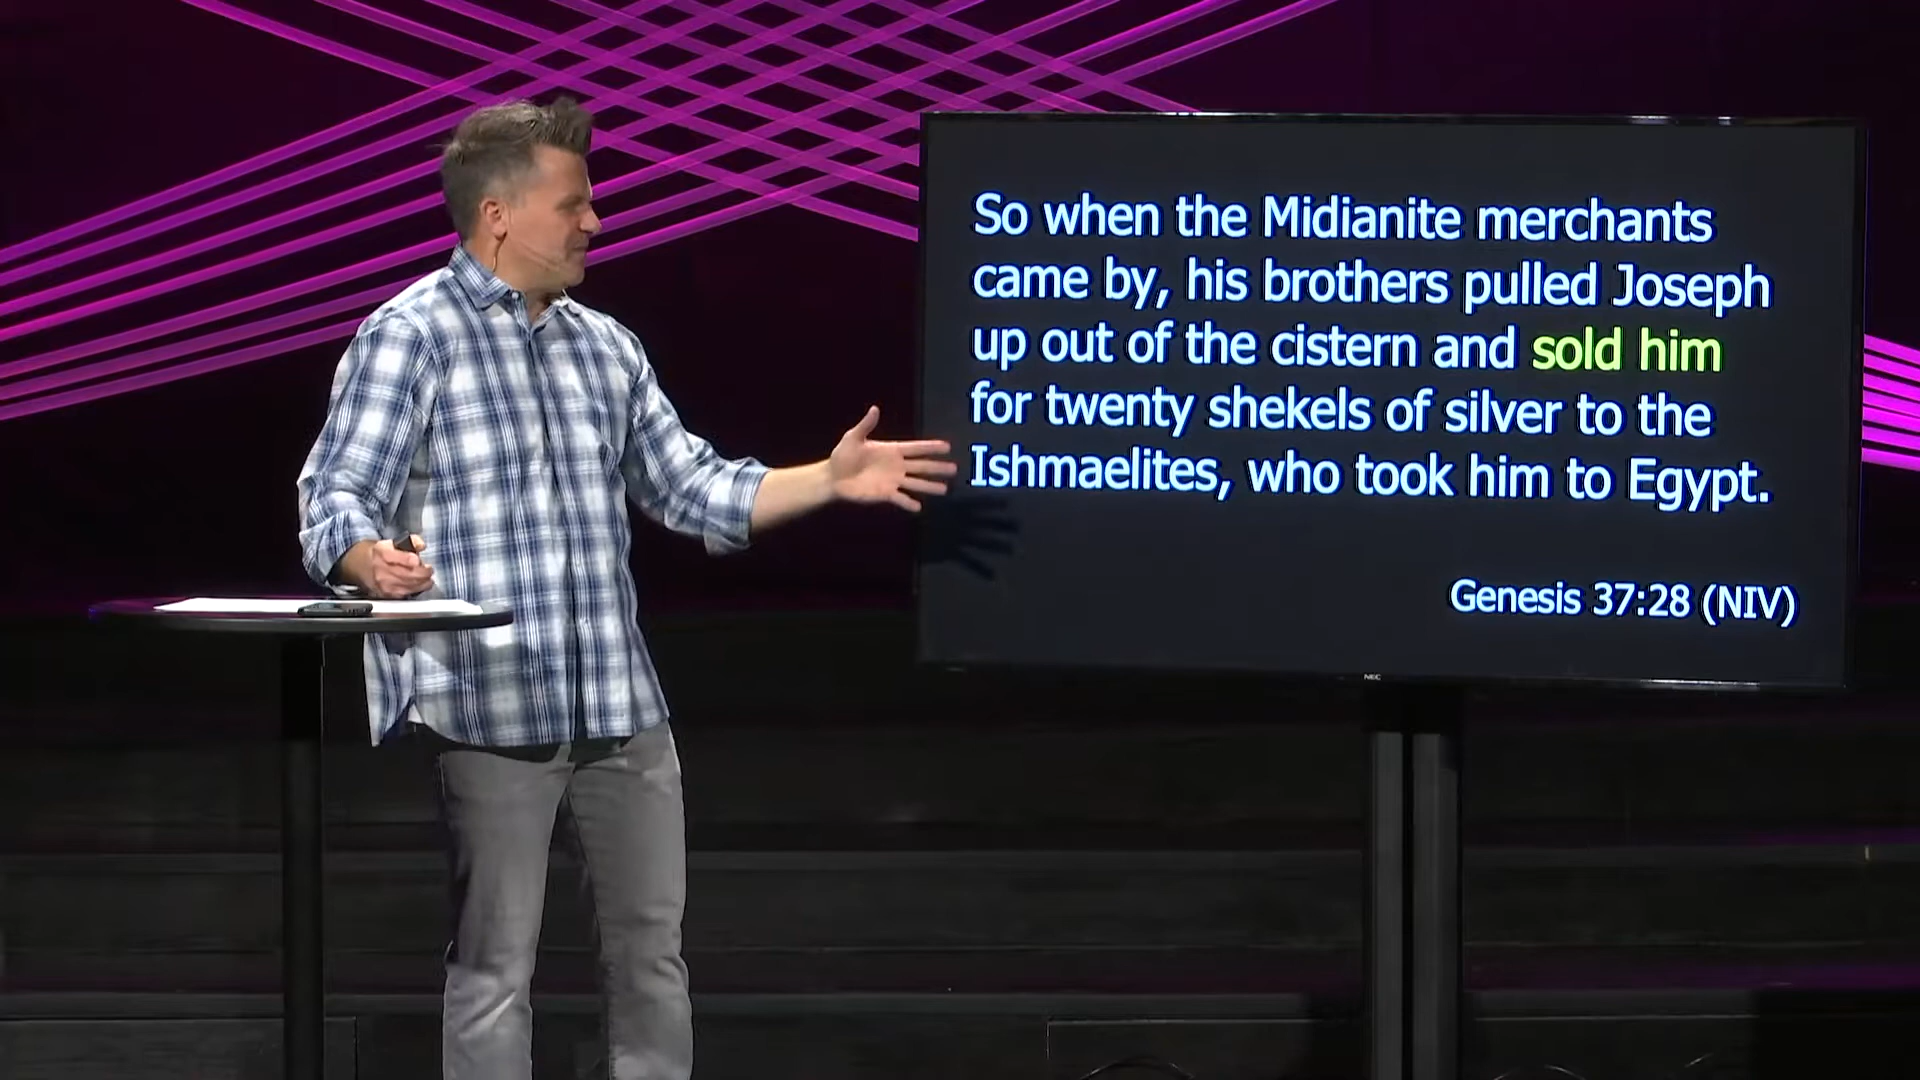 So when the Midianite merchants
came by, his brothers pulled Joseph
up out of the cistern and sold him
for twenty shekels of silver to the
Ishmaelites, who took him to Egypt.
Genesis 37:28 (NIV)
NEC